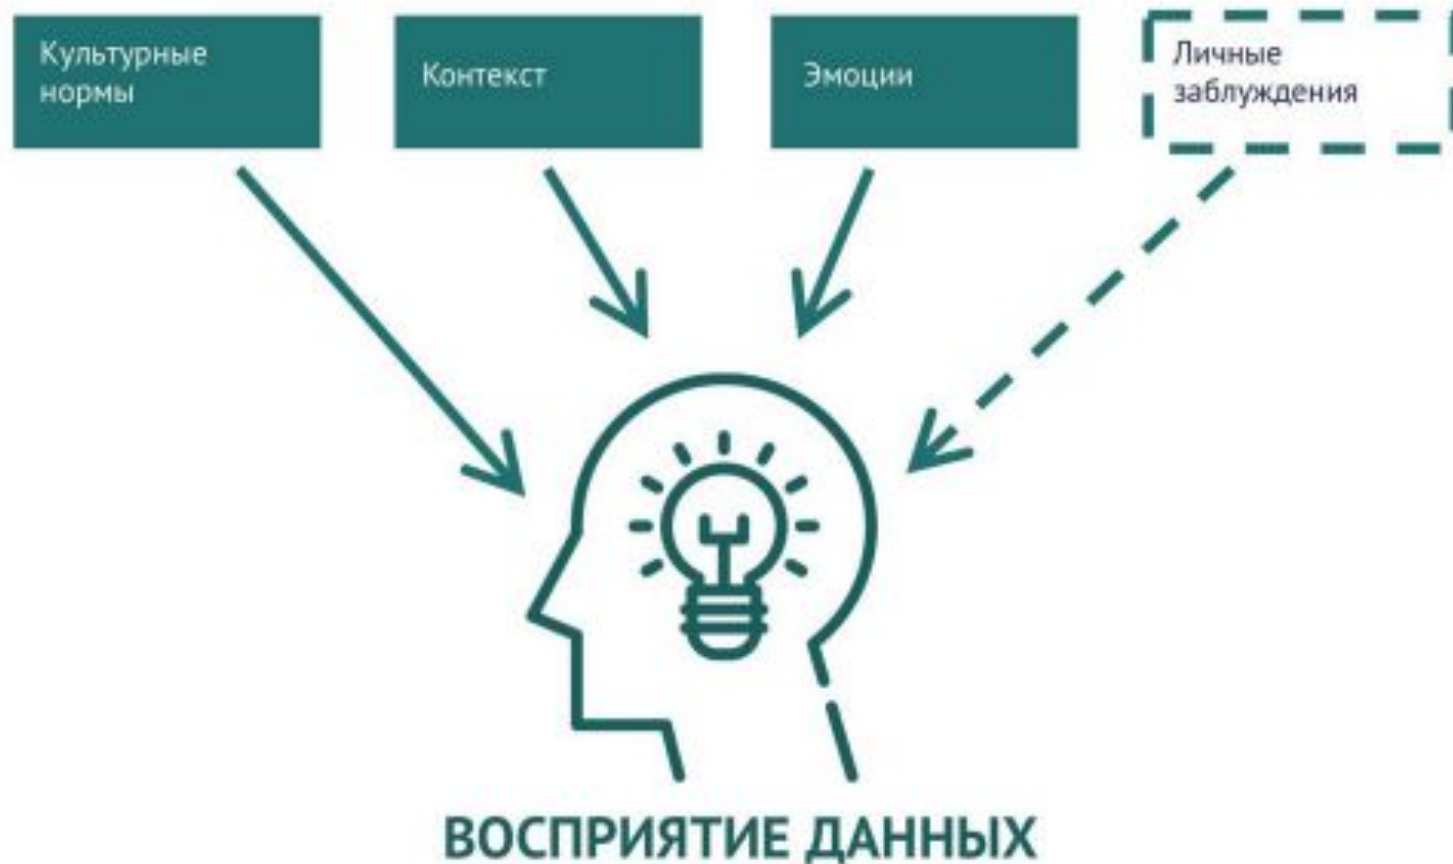 Культурные
нормы
Контекст
Эмоции
Личные
заблуждения
ВОСПРИЯТИЕ ДАННЫХ